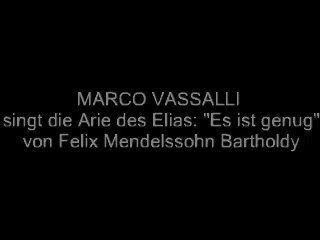 MARCO VASSALLI
singt die Arie des Elias: "Es ist genug"
von Felix Mendelssohn Bartholdy